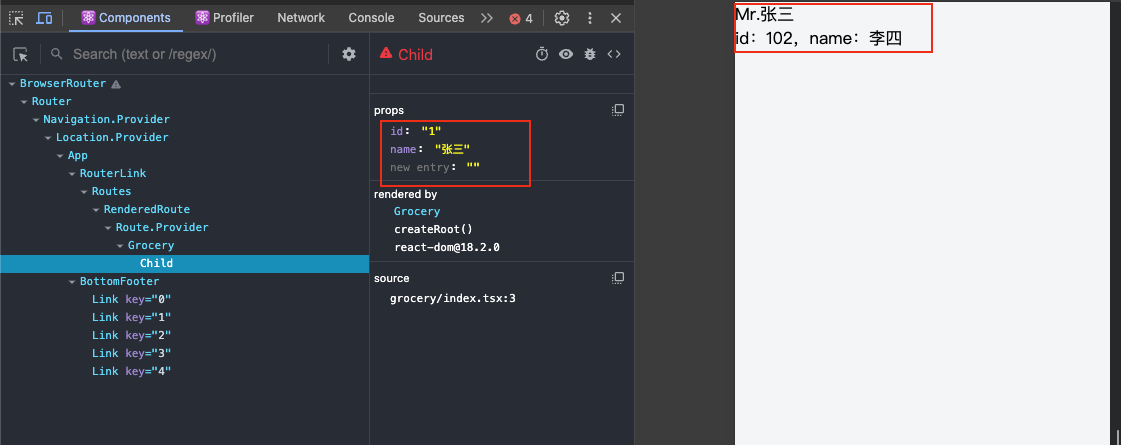 Components
Profiler
Network
Console
Sources
4
Search (text or /regex/)
Child
BrowserRouter
Router
Navigation.Provider
Location.Provider
App
RouterLink
Routes
RenderedRoute
Route.Provider
Grocery
Child
BottomFooter
Link key="0"
Link key="1"
Link key="2"
Link key="3"
Link key="4"
props
id: "1"
name: "张三"
new entry: ""
rendered by
Grocery
createRoot()
react-dom@18.2.0
source
grocery/index.tsx:3
Mr.张三
id：102，name：李四